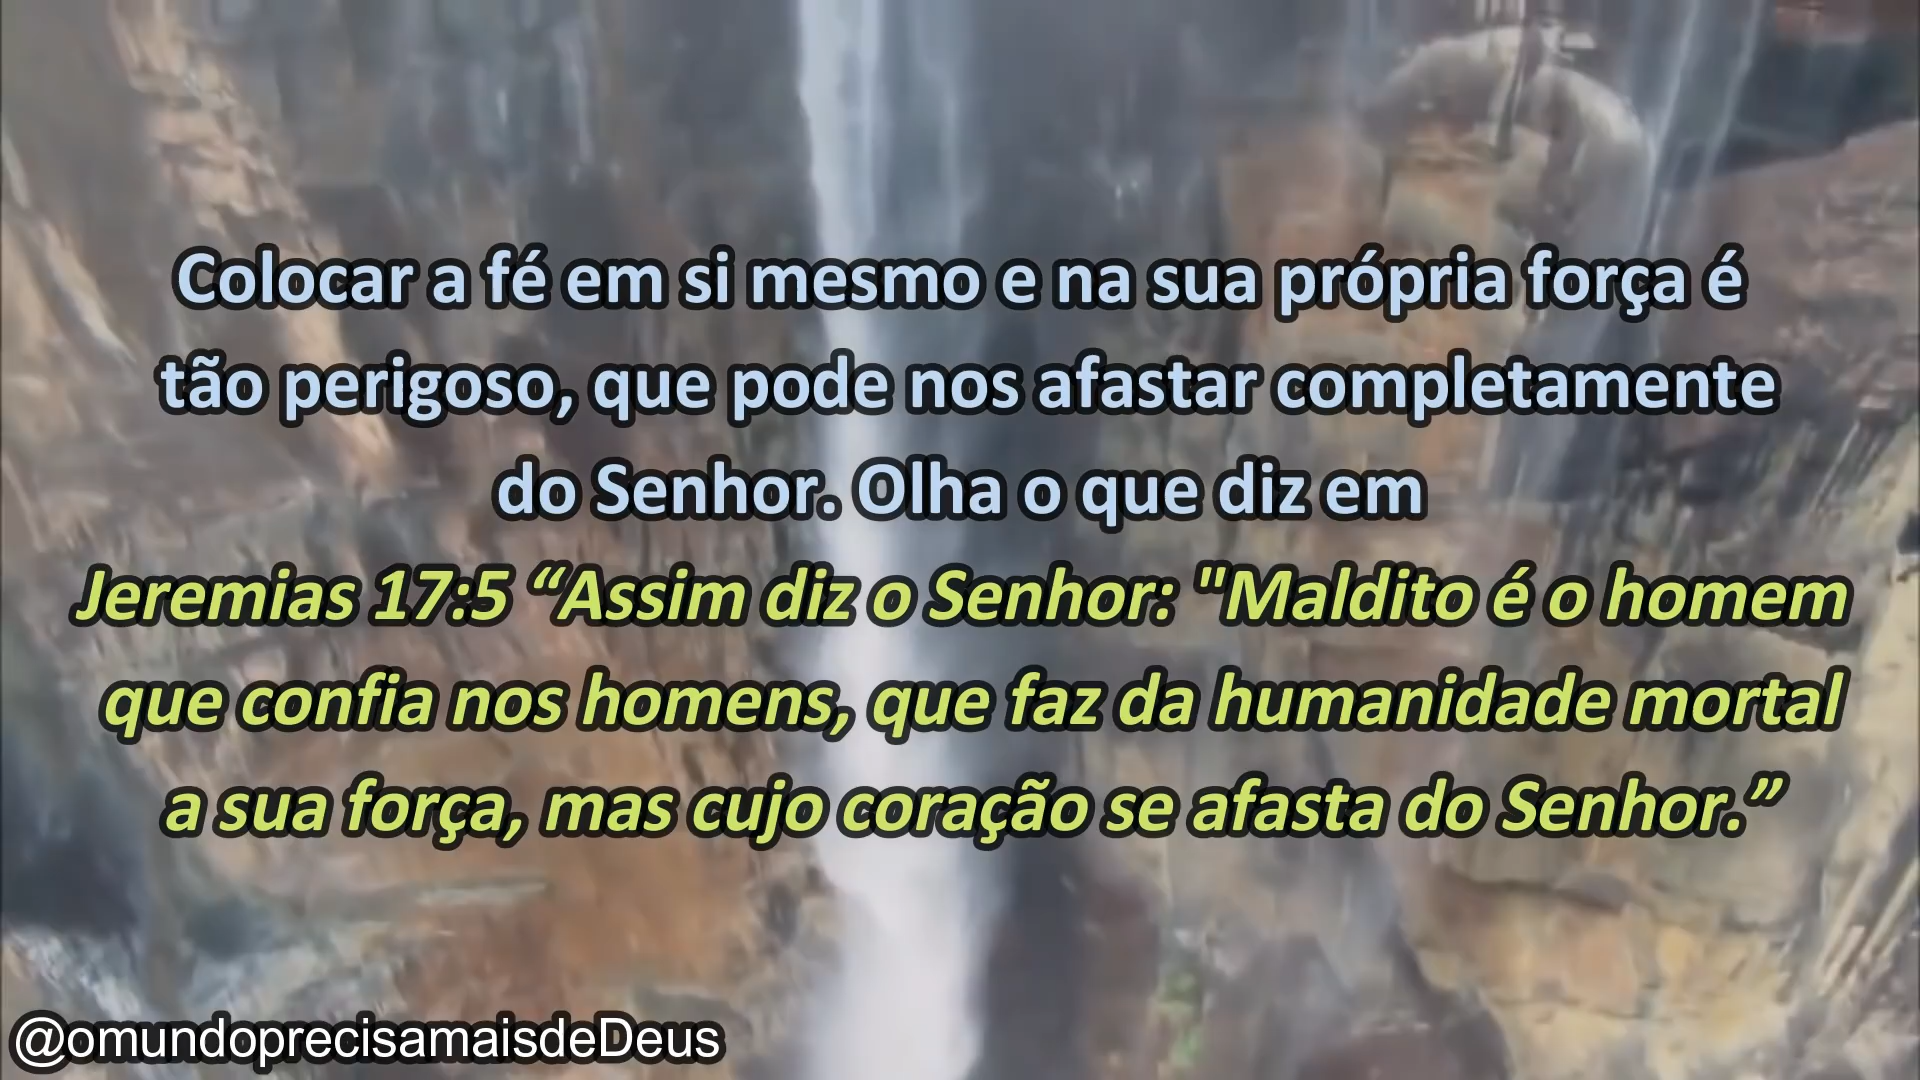 Colocar a fé em si mesmo e na sua própria força é
tão perigoso, que pode nos afastar completamente
do Senhor. Olha o que diz em
Jeremias 17:5 “Assim diz o Senhor: "Maldito é o homem
que confia nos homens, que faz da humanidade mortal
a sua força, mas cujo coração se afasta do Senhor.”
@omundoprecisamaisdeDeus